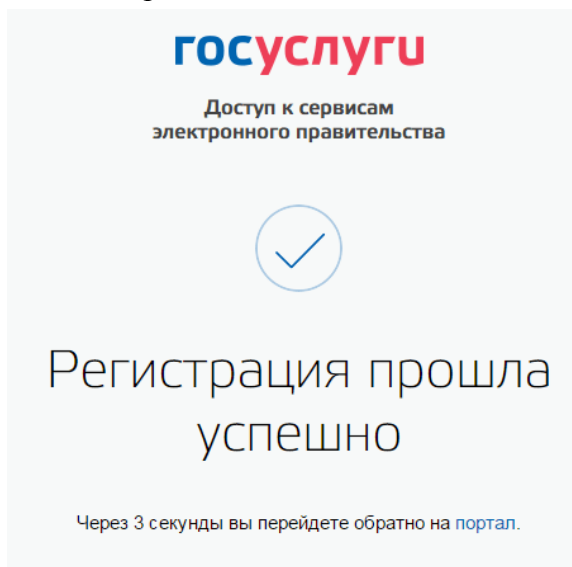 госуслуги
Доступ к сервисам
электронного правительства
Регистрация прошла
успешно
Через 3 секунды вы перейдете обратно на портал.